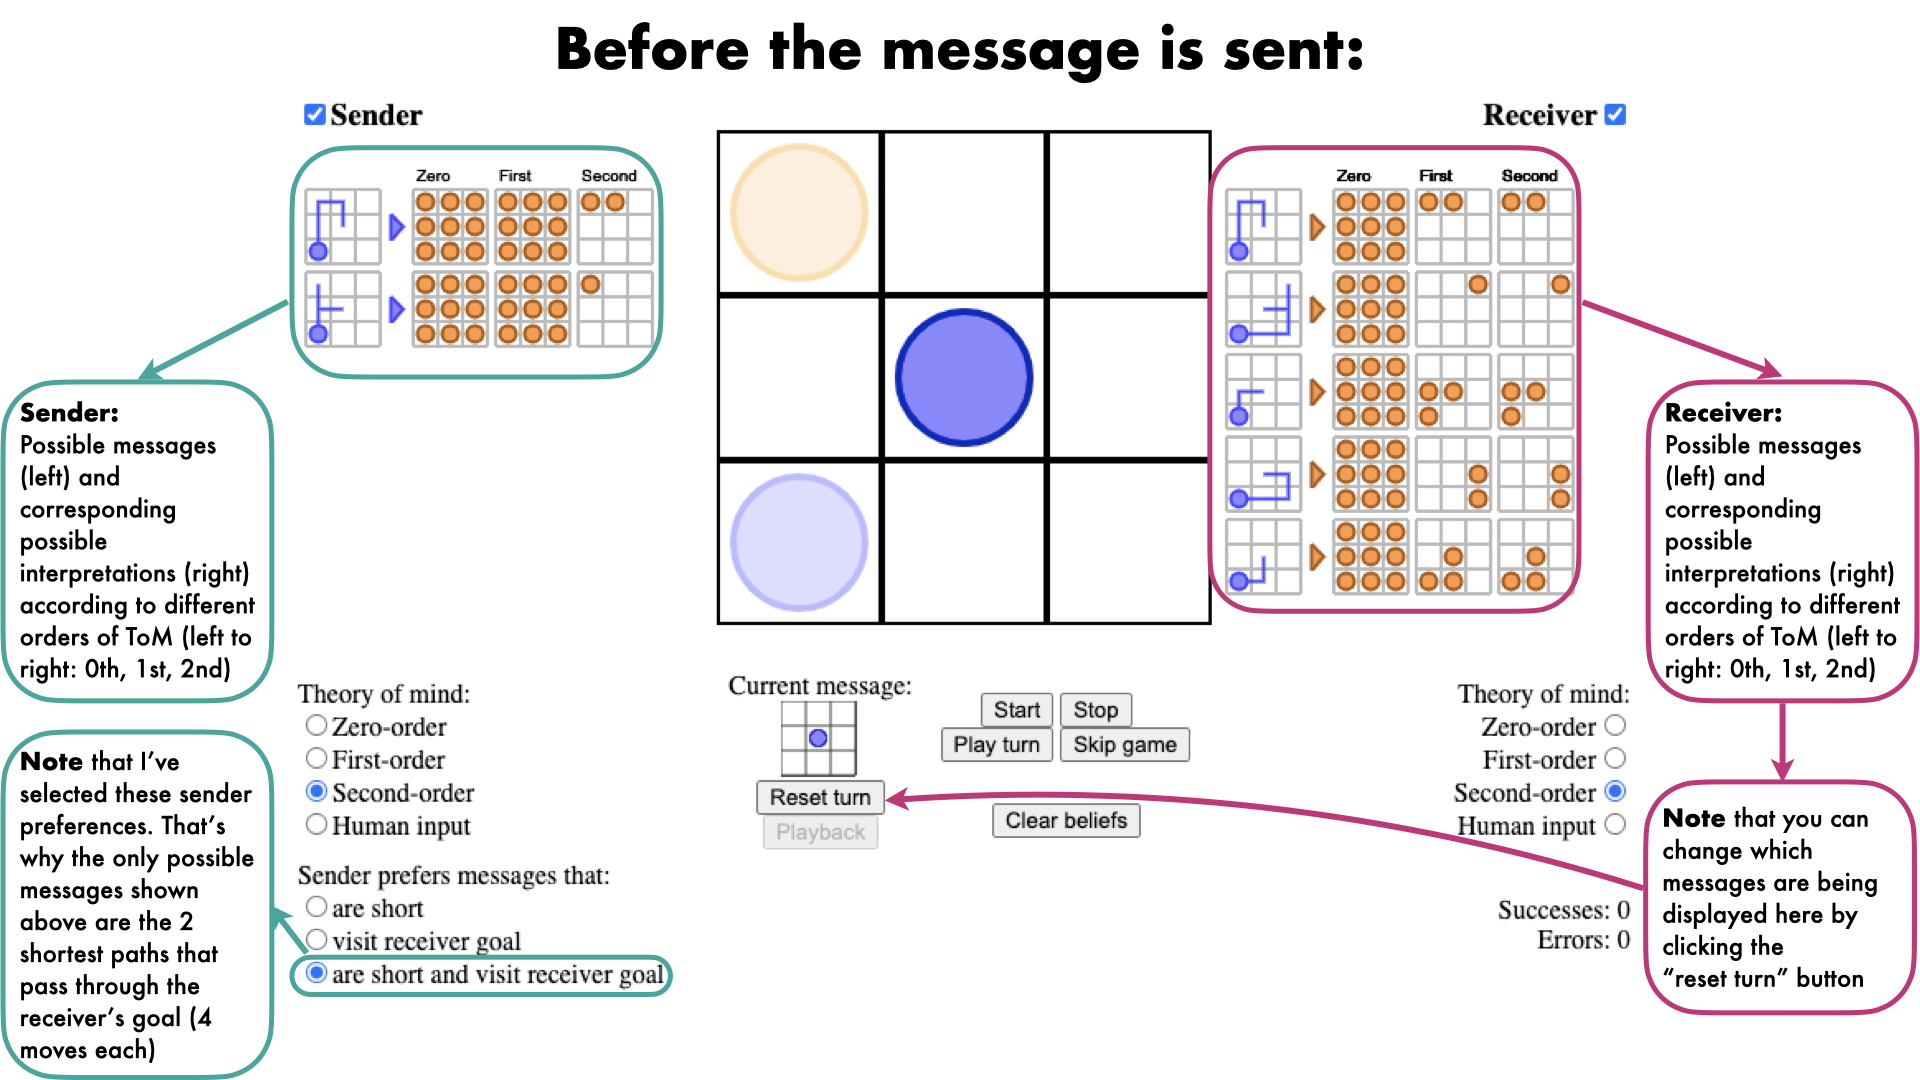 Before the message is sent:
Sender
Receiver
Zero First Second
Zero First Second
Sender:
Possible messages
(left) and
corresponding
possible
interpretations (right)
according to different
orders of ToM (left to
right: 0th, 1st, 2nd)
Receiver:
Possible messages
(left) and
corresponding
possible
interpretations (right)
according to different
orders of ToM (left to
right: 0th, 1st, 2nd)
Note that I've
selected these sender
preferences. That's
why the only possible
messages shown
above are the 2
shortest paths that
pass through the
receiver's goal (4
moves each)
Theory of mind:
Zero-order
First-order
Second-order
Human input
Sender prefers messages that:
are short
visit receiver goal
are short and visit receiver goal
Current message:
Reset turn
Playback
Start Stop
Play turn Skip game
Clear beliefs
Theory of mind:
Zero-order
First-order
Second-order
Human input
Successes: 0
Errors: 0
Note that you can
change which
messages are being
displayed here by
clicking the
“reset turn” button